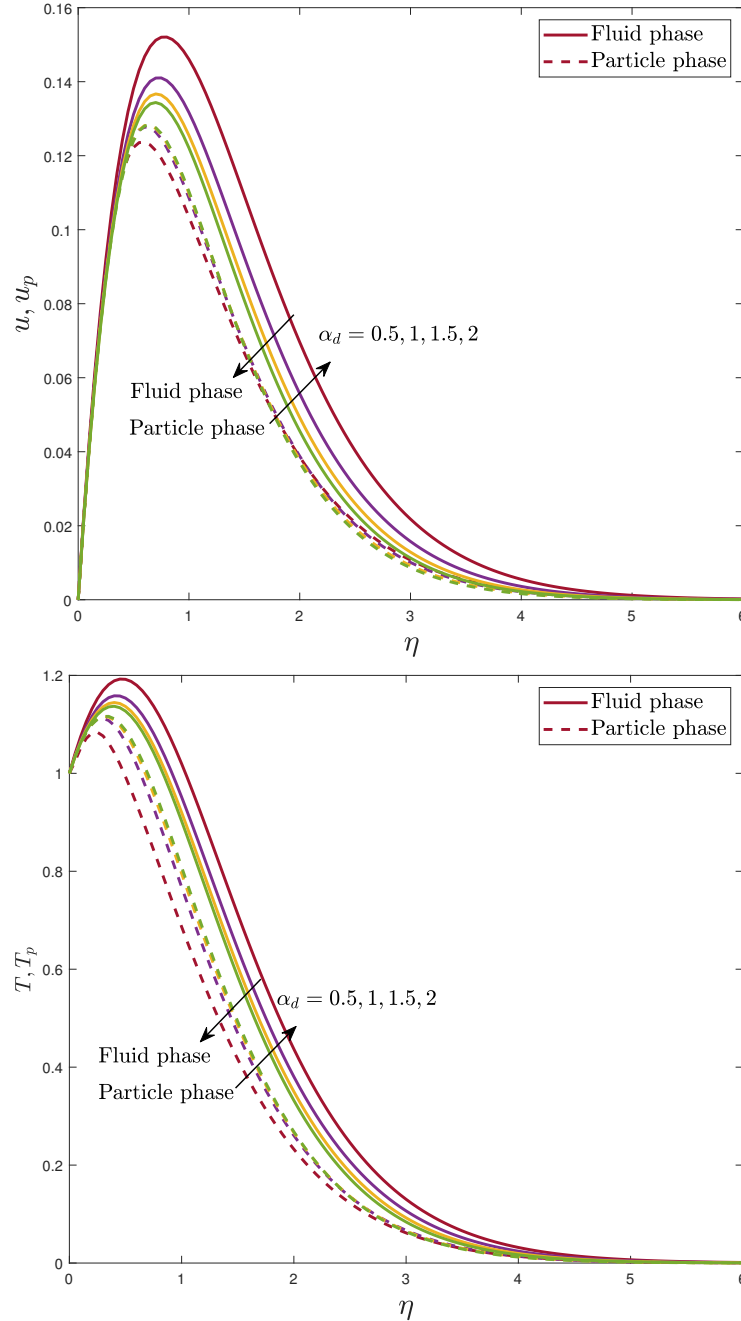 0.16
0.14
0.12
0.1
0.08
0.06
0.04
0.02
0
u, u_p
Fluid phase
Particle phase
α_d = 0.5, 1, 1.5, 2
Fluid phase
Particle phase
0 1 2 3 4 5 6
η
1.2
1
0.8
0.6
0.4
0.2
0
T, T_p
Fluid phase
Particle phase
α_d = 0.5, 1, 1.5, 2
Fluid phase
Particle phase
0 1 2 3 4 5 6
η